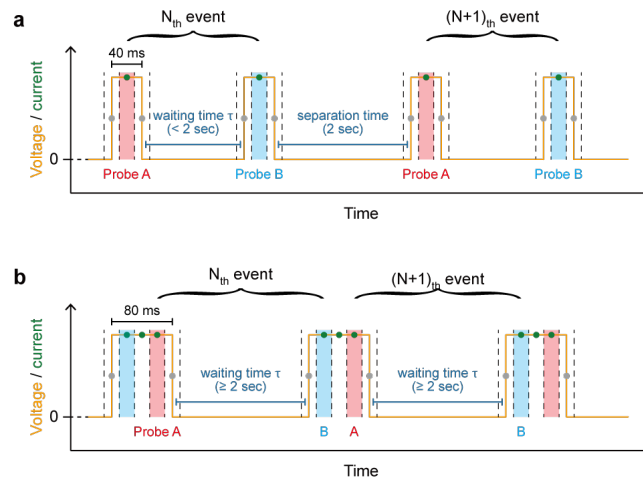 a
Nth event
(N+1)th event
40 ms
waiting time τ
(< 2 sec)
separation time
(2 sec)
Voltage / current
0
Probe A
Probe B
Probe A
Probe B
Time
b
Nth event
(N+1)th event
80 ms
waiting time τ
(≥ 2 sec)
waiting time τ
(≥ 2 sec)
Voltage / current
0
Probe A
B
A
B
Time